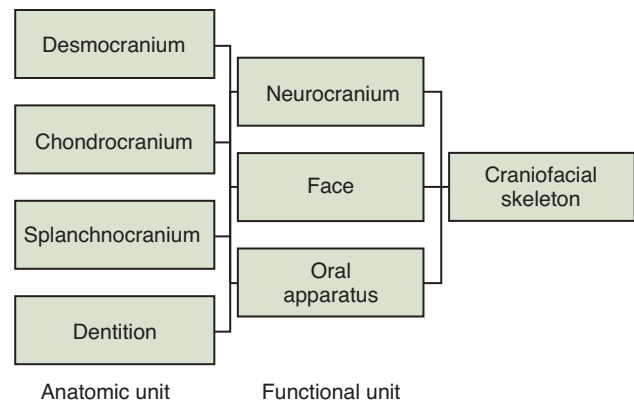 Desmocranium
Chondrocranium
Splanchnocranium
Dentition
Anatomic unit
Neurocranium
Face
Oral
apparatus
Functional unit
Craniofacial
skeleton